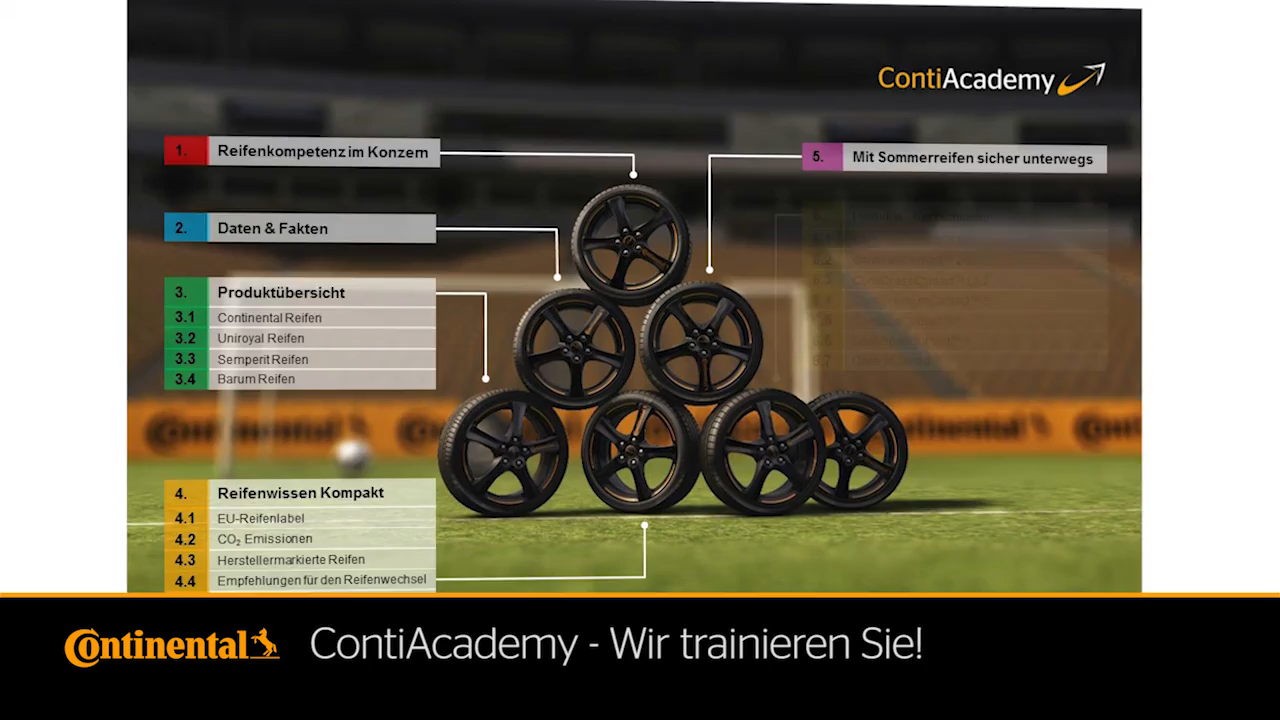 ContiAcademy
1. Reifenkompetenz im Konzern
2. Daten & Fakten
3. Produktübersicht
3.1 Continental Reifen
3.2 Uniroyal Reifen
3.3 Semperit Reifen
3.4 Barum Reifen
4. Reifenwissen Kompakt
4.1 EU-Reifenlabel
4.2 CO₂ Emissionen
4.3 Herstellermarkierte Reifen
4.4 Empfehlungen für den Reifenwechsel
5. Mit Sommerreifen sicher unterwegs
Continental
Continental
ContiAcademy - Wir trainieren Sie!